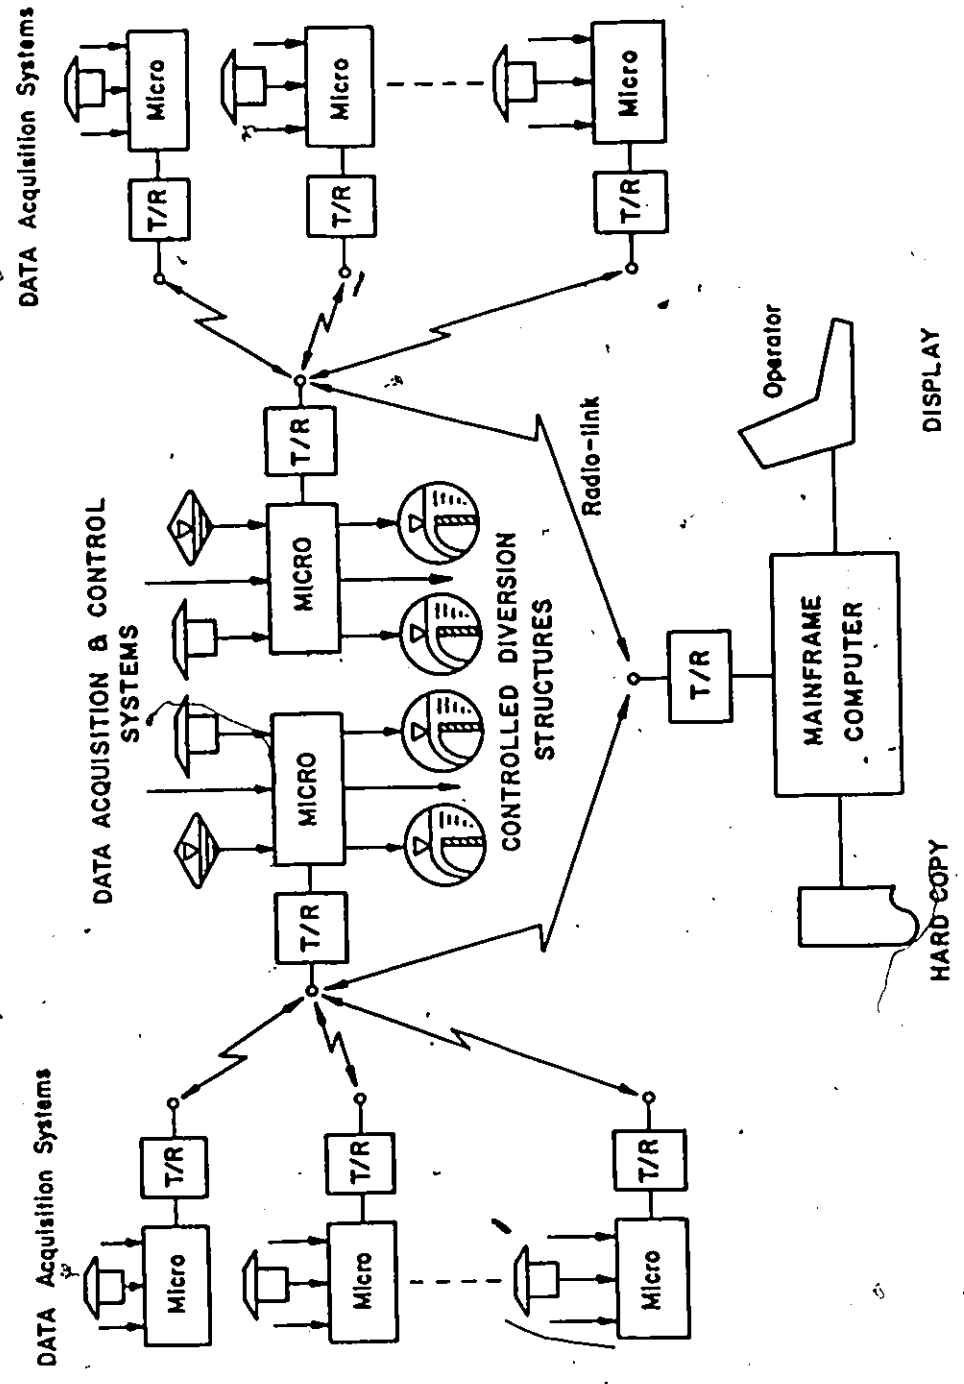 DATA Acquisition Systems
DATA ACQUISITION & CONTROL
SYSTEMS
DATA Acquisition Systems
Micro
T/R
T/R
MICRO
MICRO
T/R
T/R
Micro
Micro
T/R
T/R
Micro
Micro
T/R
T/R
Micro
CONTROLLED DIVERSION
STRUCTURES
Radio-link
T/R
MAINFRAME
COMPUTER
Operator
HARD COPY
DISPLAY